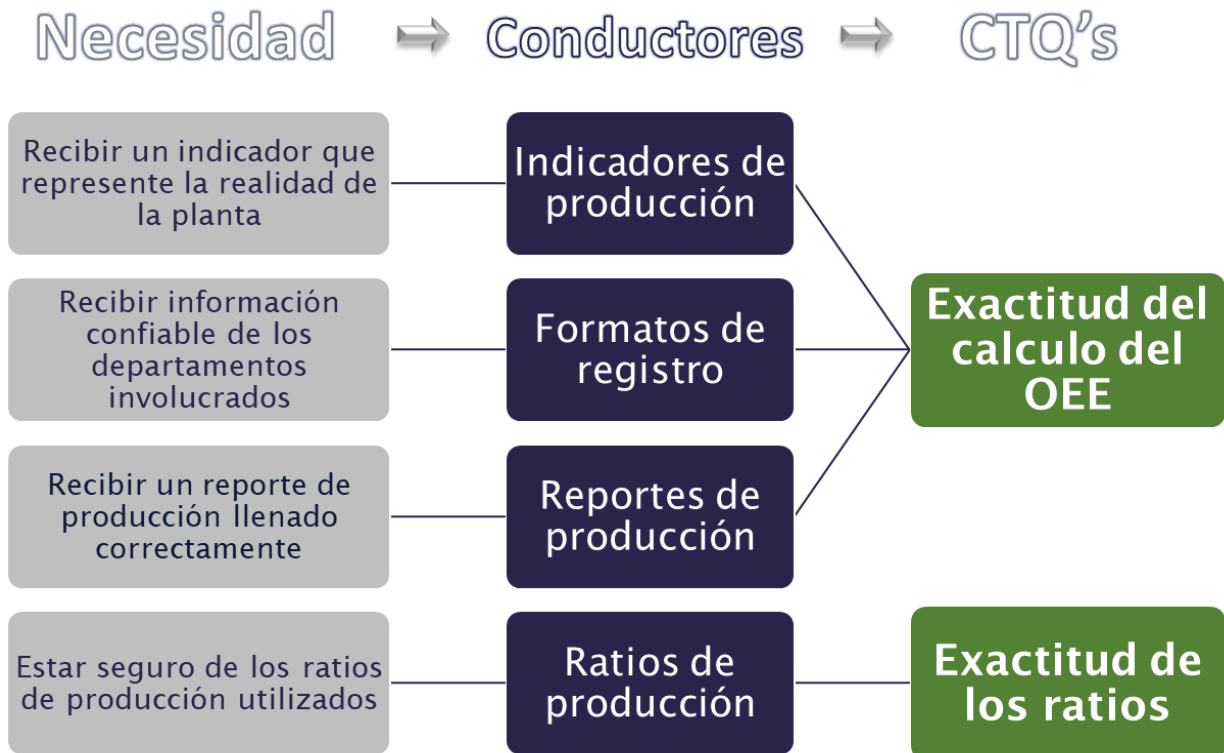 Necesidad
Conductores
CTQ's
Recibir un indicador que
represente la realidad de
la planta
Indicadores de
producción
Recibir información
confiable de los
departamentos
involucrados
Formatos de
registro
Exactitud del
calculo del
OEE
Recibir un reporte de
producción llenado
correctamente
Reportes de
producción
Estar seguro de los ratios
de producción utilizados
Ratios de
producción
Exactitud de
los ratios